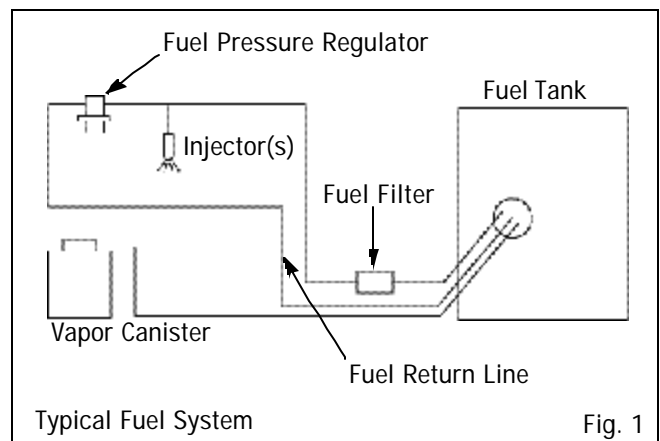 Fuel Pressure Regulator
Fuel Tank
Injector(s)
Fuel Filter
Vapor Canister
Fuel Return Line
Typical Fuel System
Fig. 1